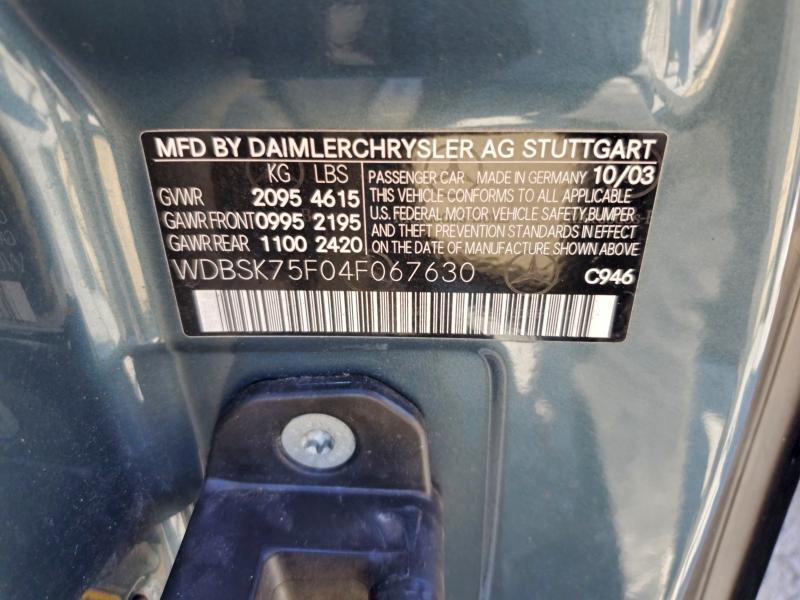 MFD BY DAIMLERCHRYSLER AG STUTTGART
KG LBS
GVWR 2095 4615
GAWR FRONT 0995 2195
GAWR REAR 1100 2420
PASSENGER CAR MADE IN GERMANY 10/03
THIS VEHICLE CONFORMS TO ALL APPLICABLE
U.S. FEDERAL MOTOR VEHICLE SAFETY, BUMPER
AND THEFT PREVENTION STANDARDS IN EFFECT
ON THE DATE OF MANUFACTURE SHOWN ABOVE
WDBSK75F04F067630
C946